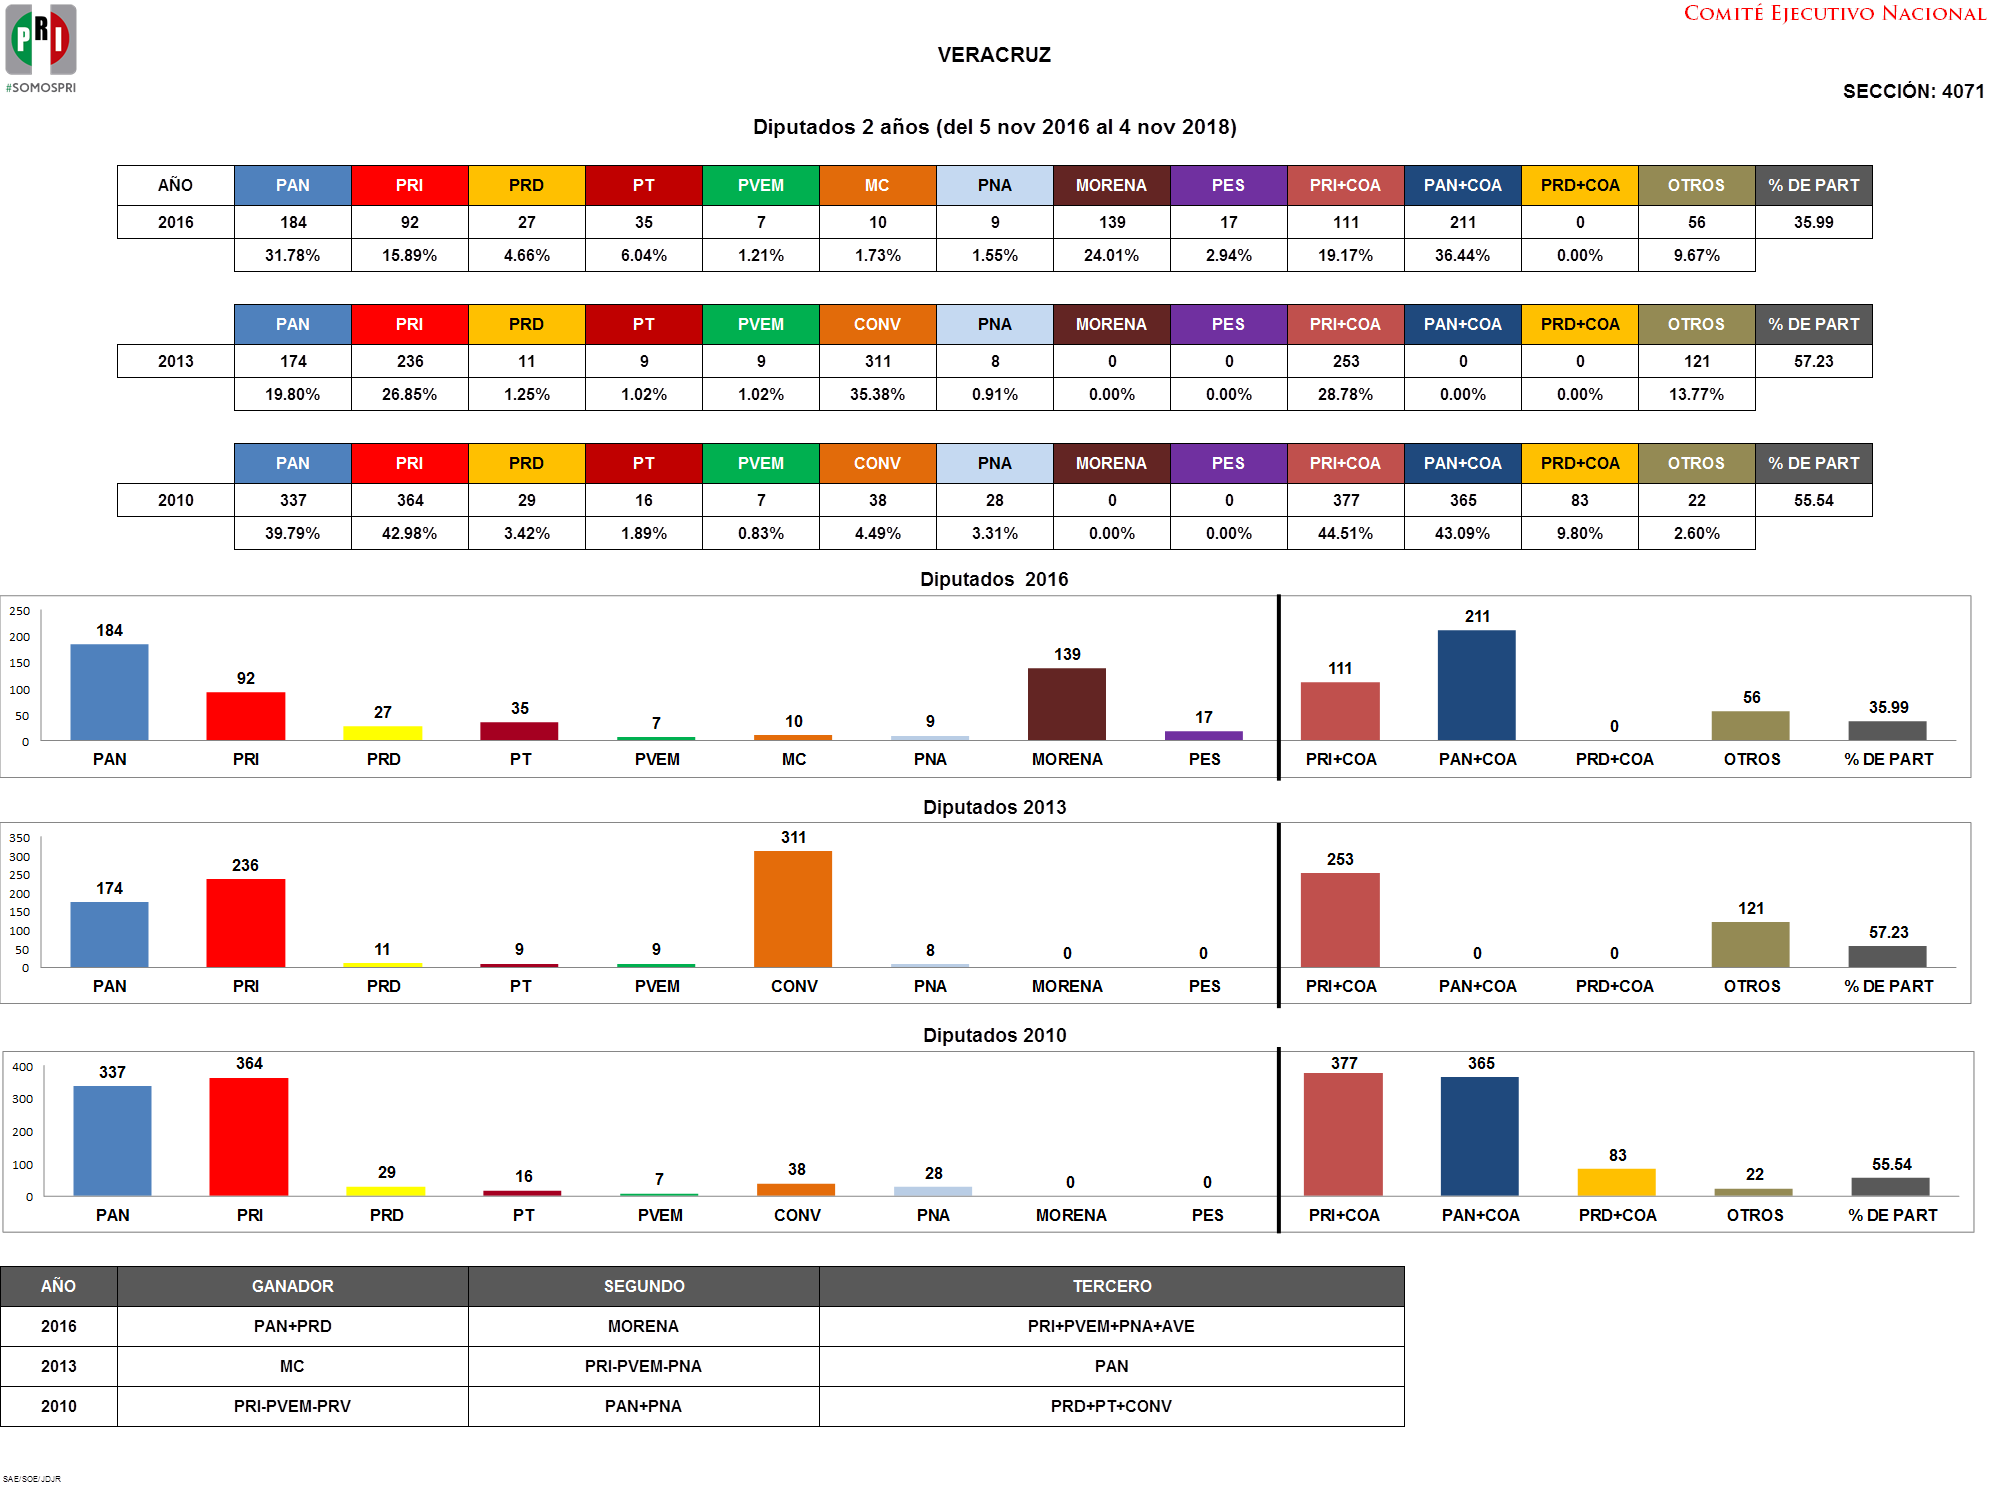 COMITÉ EJECUTIVO NACIONAL
PRI
#SOMOSPRI
VERACRUZ
SECCIÓN: 4071
Diputados 2 años (del 5 nov 2016 al 4 nov 2018)
AÑO PAN PRI PRD PT PVEM MC PNA MORENA PES PRI+COA PAN+COA PRD+COA OTROS % DE PART
2016 184 92 27 35 7 10 9 139 17 111 211 0 56 35.99
31.78% 15.89% 4.66% 6.04% 1.21% 1.73% 1.55% 24.01% 2.94% 19.17% 36.44% 0.00% 9.67%
PAN PRI PRD PT PVEM CONV PNA MORENA PES PRI+COA PAN+COA PRD+COA OTROS % DE PART
2013 174 236 11 9 9 311 8 0 0 253 0 0 121 57.23
19.80% 26.85% 1.25% 1.02% 1.02% 35.38% 0.91% 0.00% 0.00% 28.78% 0.00% 0.00% 13.77%
PAN PRI PRD PT PVEM CONV PNA MORENA PES PRI+COA PAN+COA PRD+COA OTROS % DE PART
2010 337 364 29 16 7 38 28 0 0 377 365 83 22 55.54
39.79% 42.98% 3.42% 1.89% 0.83% 4.49% 3.31% 0.00% 0.00% 44.51% 43.09% 9.80% 2.60%
Diputados 2016
250
200
150
100
50
0
184 92 27 35 7 10 9 139 17 111 211 0 56 35.99
PAN PRI PRD PT PVEM MC PNA MORENA PES PRI+COA PAN+COA PRD+COA OTROS % DE PART
Diputados 2013
350
300
250
200
150
100
50
0
174 236 11 9 9 311 8 0 0 253 0 0 121 57.23
PAN PRI PRD PT PVEM CONV PNA MORENA PES PRI+COA PAN+COA PRD+COA OTROS % DE PART
Diputados 2010
400
300
200
100
0
337 364 29 16 7 38 28 0 0 377 365 83 22 55.54
PAN PRI PRD PT PVEM CONV PNA MORENA PES PRI+COA PAN+COA PRD+COA OTROS % DE PART
AÑO GANADOR SEGUNDO TERCERO
2016 PAN+PRD MORENA PRI+PVEM+PNA+AVE
2013 MC PRI-PVEM-PNA PAN
2010 PRI-PVEM-PRV PAN+PNA PRD+PT+CONV
SAE/SOE/JDJR